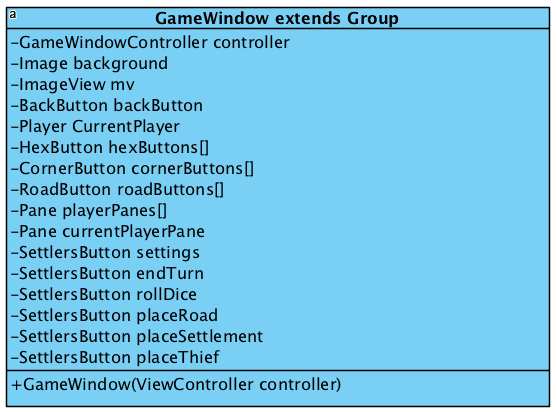 a
GameWindow extends Group
-GameWindowController controller
-Image background
-ImageView mv
-BackButton backButton
-Player CurrentPlayer
-HexButton hexButtons[]
-CornerButton cornerButtons[]
-RoadButton roadButtons[]
-Pane playerPanes[]
-Pane currentPlayerPane
-SettlersButton settings
-SettlersButton endTurn
-SettlersButton rollDice
-SettlersButton placeRoad
-SettlersButton placeSettlement
-SettlersButton placeThief
+GameWindow(ViewController controller)